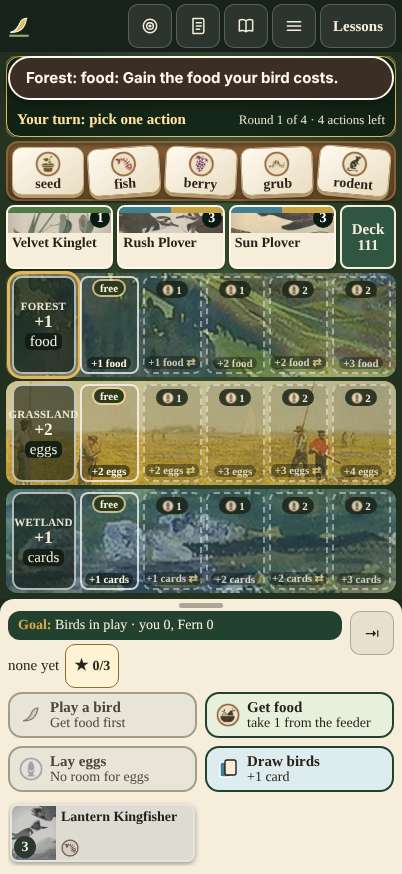 Lessons
Forest: food: Gain the food your bird costs.
Your turn: pick one action
Round 1 of 4 · 4 actions left
seed
fish
berry
grub
rodent
1
Velvet Kinglet
3
Rush Plover
3
Sun Plover
Deck
111
FOREST
+1
food
free
+1 food
1
+1 food ⇄
1
+2 food
2
+2 food ⇄
2
+3 food
GRASSLAND
+2
eggs
free
+2 eggs
1
+2 eggs ⇄
1
+3 eggs
2
+3 eggs ⇄
2
+4 eggs
WETLAND
+1
cards
free
+1 cards
1
+1 cards ⇄
1
+2 cards
2
+2 cards ⇄
2
+3 cards
Goal: Birds in play · you 0, Fern 0
⇥
none yet
★ 0/3
Play a bird
Get food first
Get food
take 1 from the feeder
Lay eggs
No room for eggs
Draw birds
+1 card
Lantern Kingfisher
3